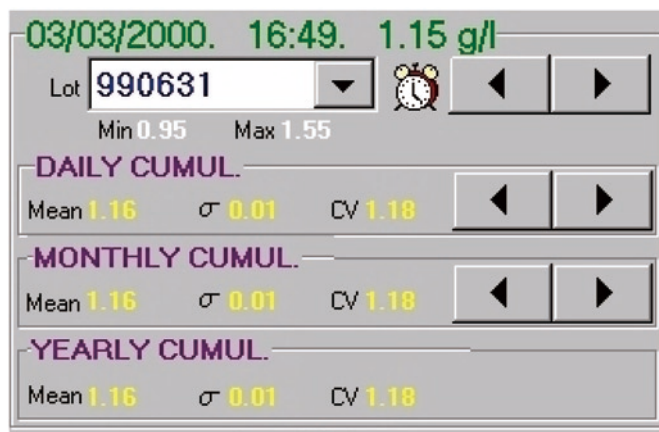 03/03/2000. 16:49. 1.15 g/l
Lot 990631
Min 0.95 Max 1.55
DAILY CUMUL.
Mean 1.16 σ 0.01 CV 1.18
MONTHLY CUMUL.
Mean 1.16 σ 0.01 CV 1.18
YEARLY CUMUL.
Mean 1.16 σ 0.01 CV 1.18